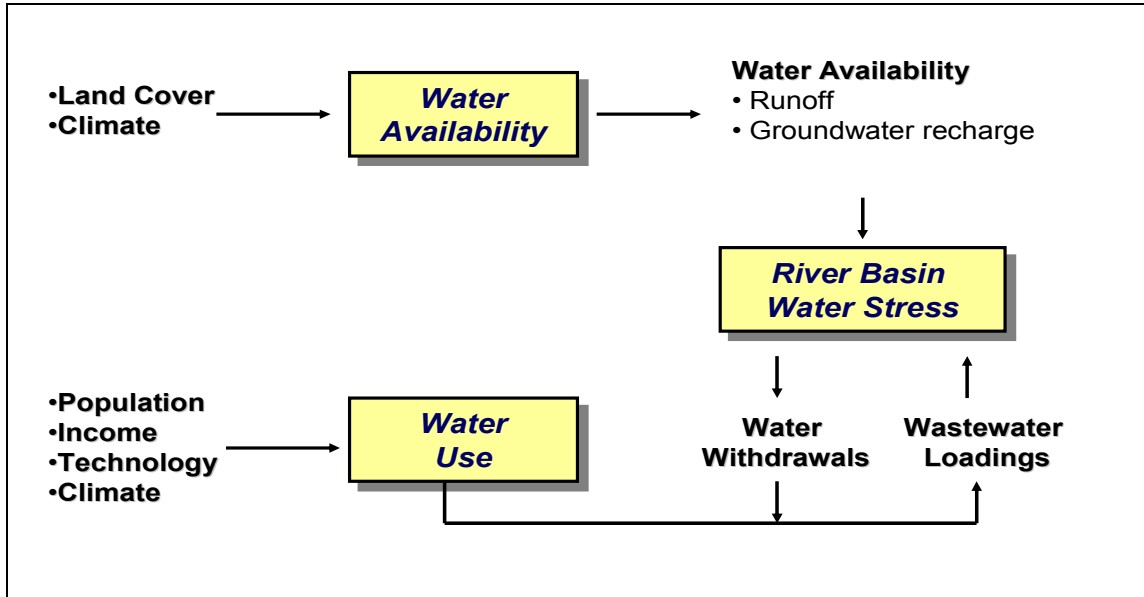 •Land Cover
•Climate
Water
Availability
Water Availability
• Runoff
• Groundwater recharge
River Basin
Water Stress
•Population
•Income
•Technology
•Climate
Water
Use
Water
Withdrawals
Wastewater
Loadings